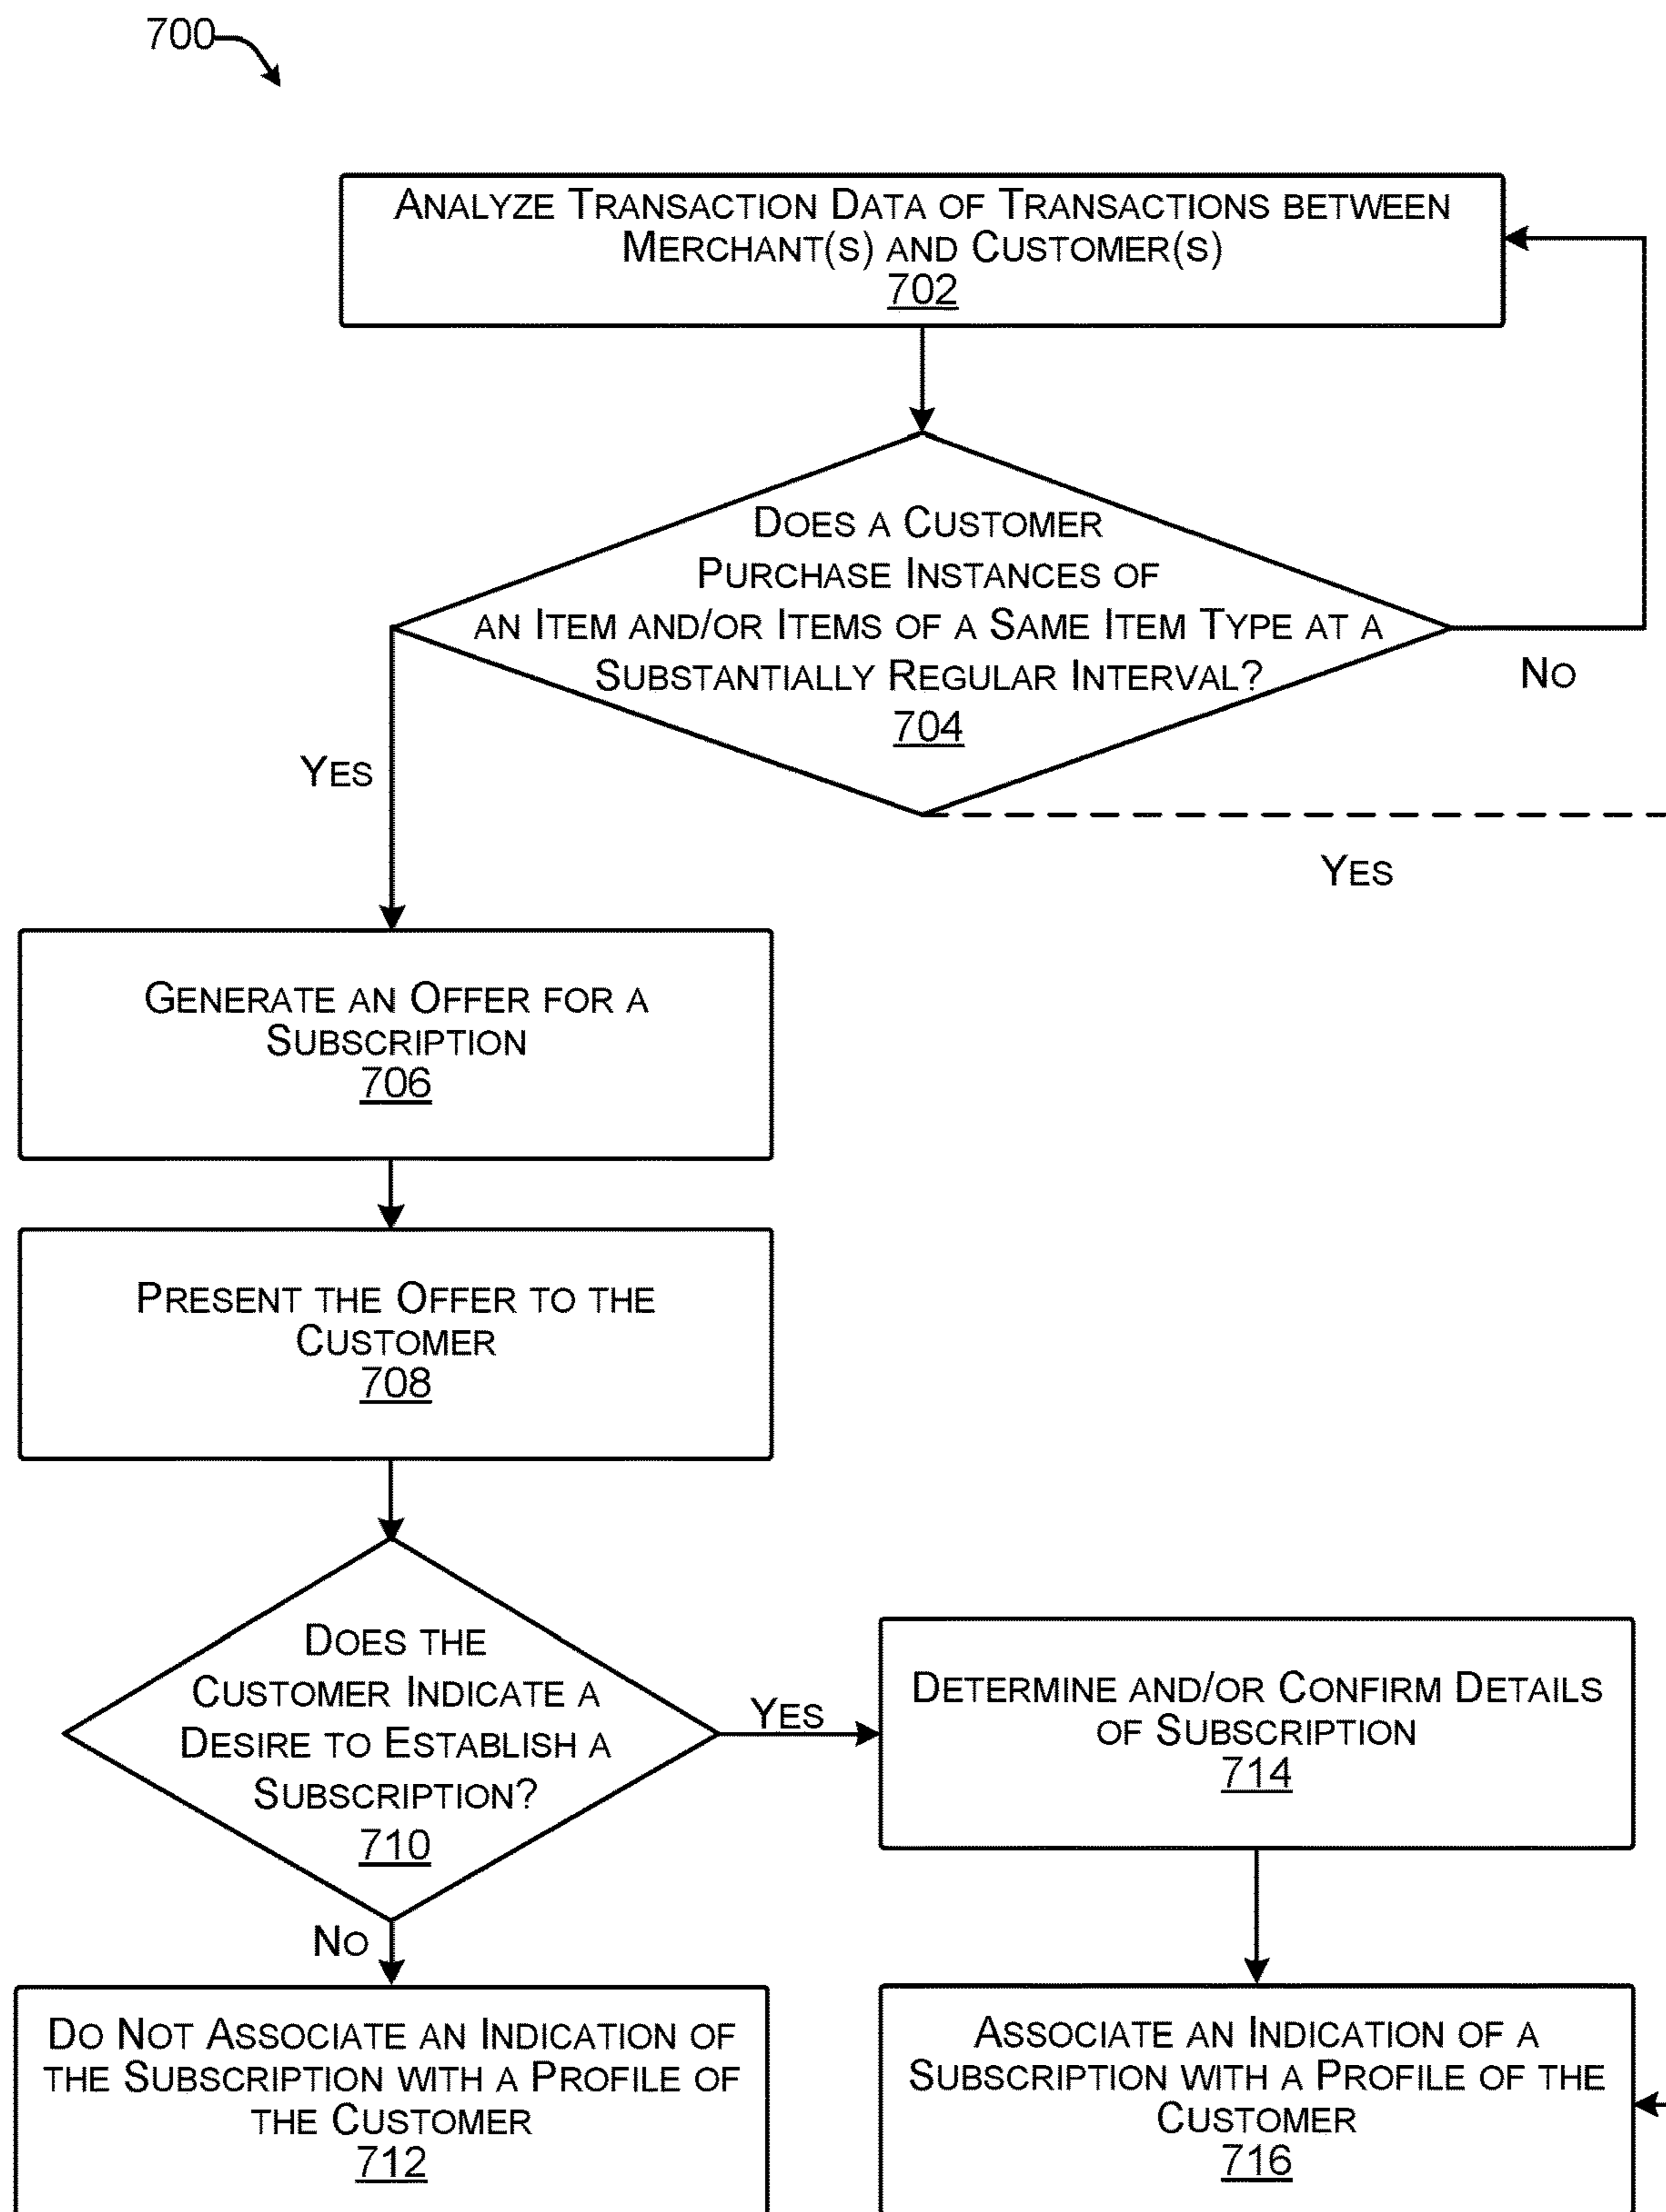 700
Analyze Transaction Data of Transactions between
Merchant(s) and Customer(s)
702
Does a Customer
Purchase Instances of
an Item and/or Items of a Same Item Type at a
Substantially Regular Interval?
704
No
Yes
Yes
Generate an Offer for a
Subscription
706
Present the Offer to the
Customer
708
Does the
Customer Indicate a
Desire to Establish a
Subscription?
710
Yes
Determine and/or Confirm Details
of Subscription
714
No
Do Not Associate an Indication of
the Subscription with a Profile of
the Customer
712
Associate an Indication of a
Subscription with a Profile of the
Customer
716